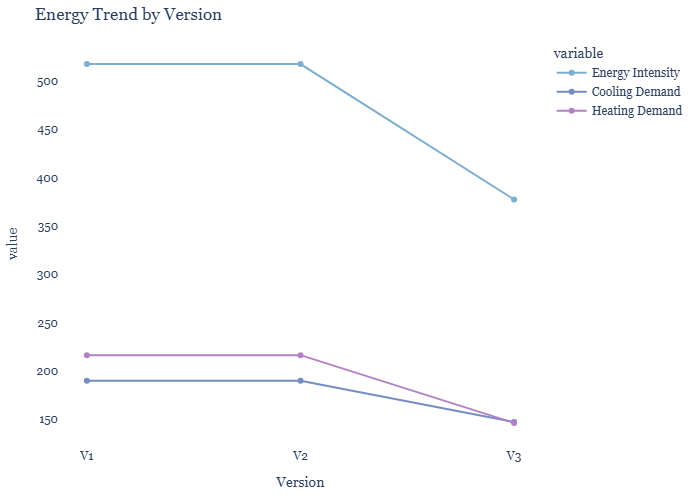 Energy Trend by Version
variable
Energy Intensity
Cooling Demand
Heating Demand
500
450
400
350
300
250
200
150
value
V1
V2
V3
Version